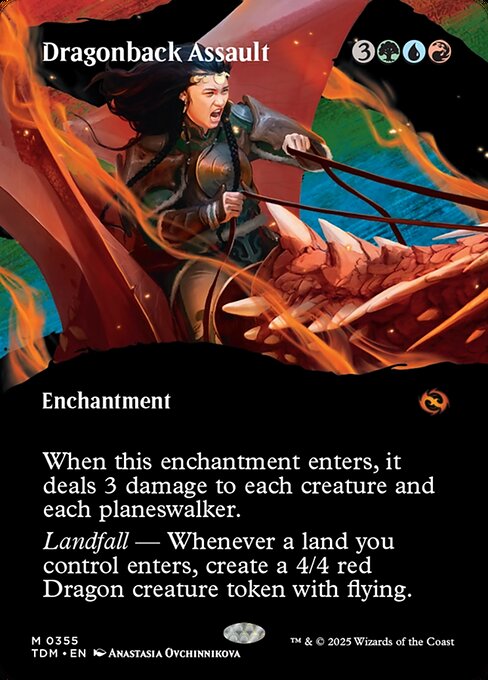 Dragonback Assault 3
Enchantment
When this enchantment enters, it
deals 3 damage to each creature and
each planeswalker.
Landfall — Whenever a land you
control enters, create a 4/4 red
Dragon creature token with flying.
M 0355
TDM • EN Anastasia Ovchinnikova
™ & © 2025 Wizards of the Coast